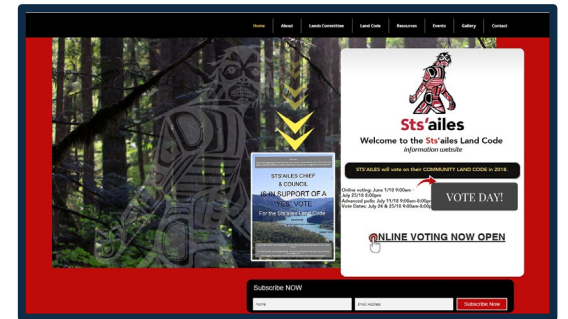 Home About Lands Committee Land Code Resources Events Gallery Contact
Sts'ailes
Welcome to the Sts'ailes Land Code
information website
STS'AILES will vote on their COMMUNITY LAND CODE in 2018.
Online voting: June 1/18 9:00am -
July 25/18 8:00pm
Advanced polls: July 11/18 9:00am-8:00pm
Vote Dates: July 24 & 25/18 9:00am-8:00pm
VOTE DAY!
ONLINE VOTING NOW OPEN
STS'AILES CHIEF
& COUNCIL
IS IN SUPPORT OF A
"YES" VOTE
For the Sts'ailes Land Code
Subscribe NOW
Name
Email Address
Subscribe Now